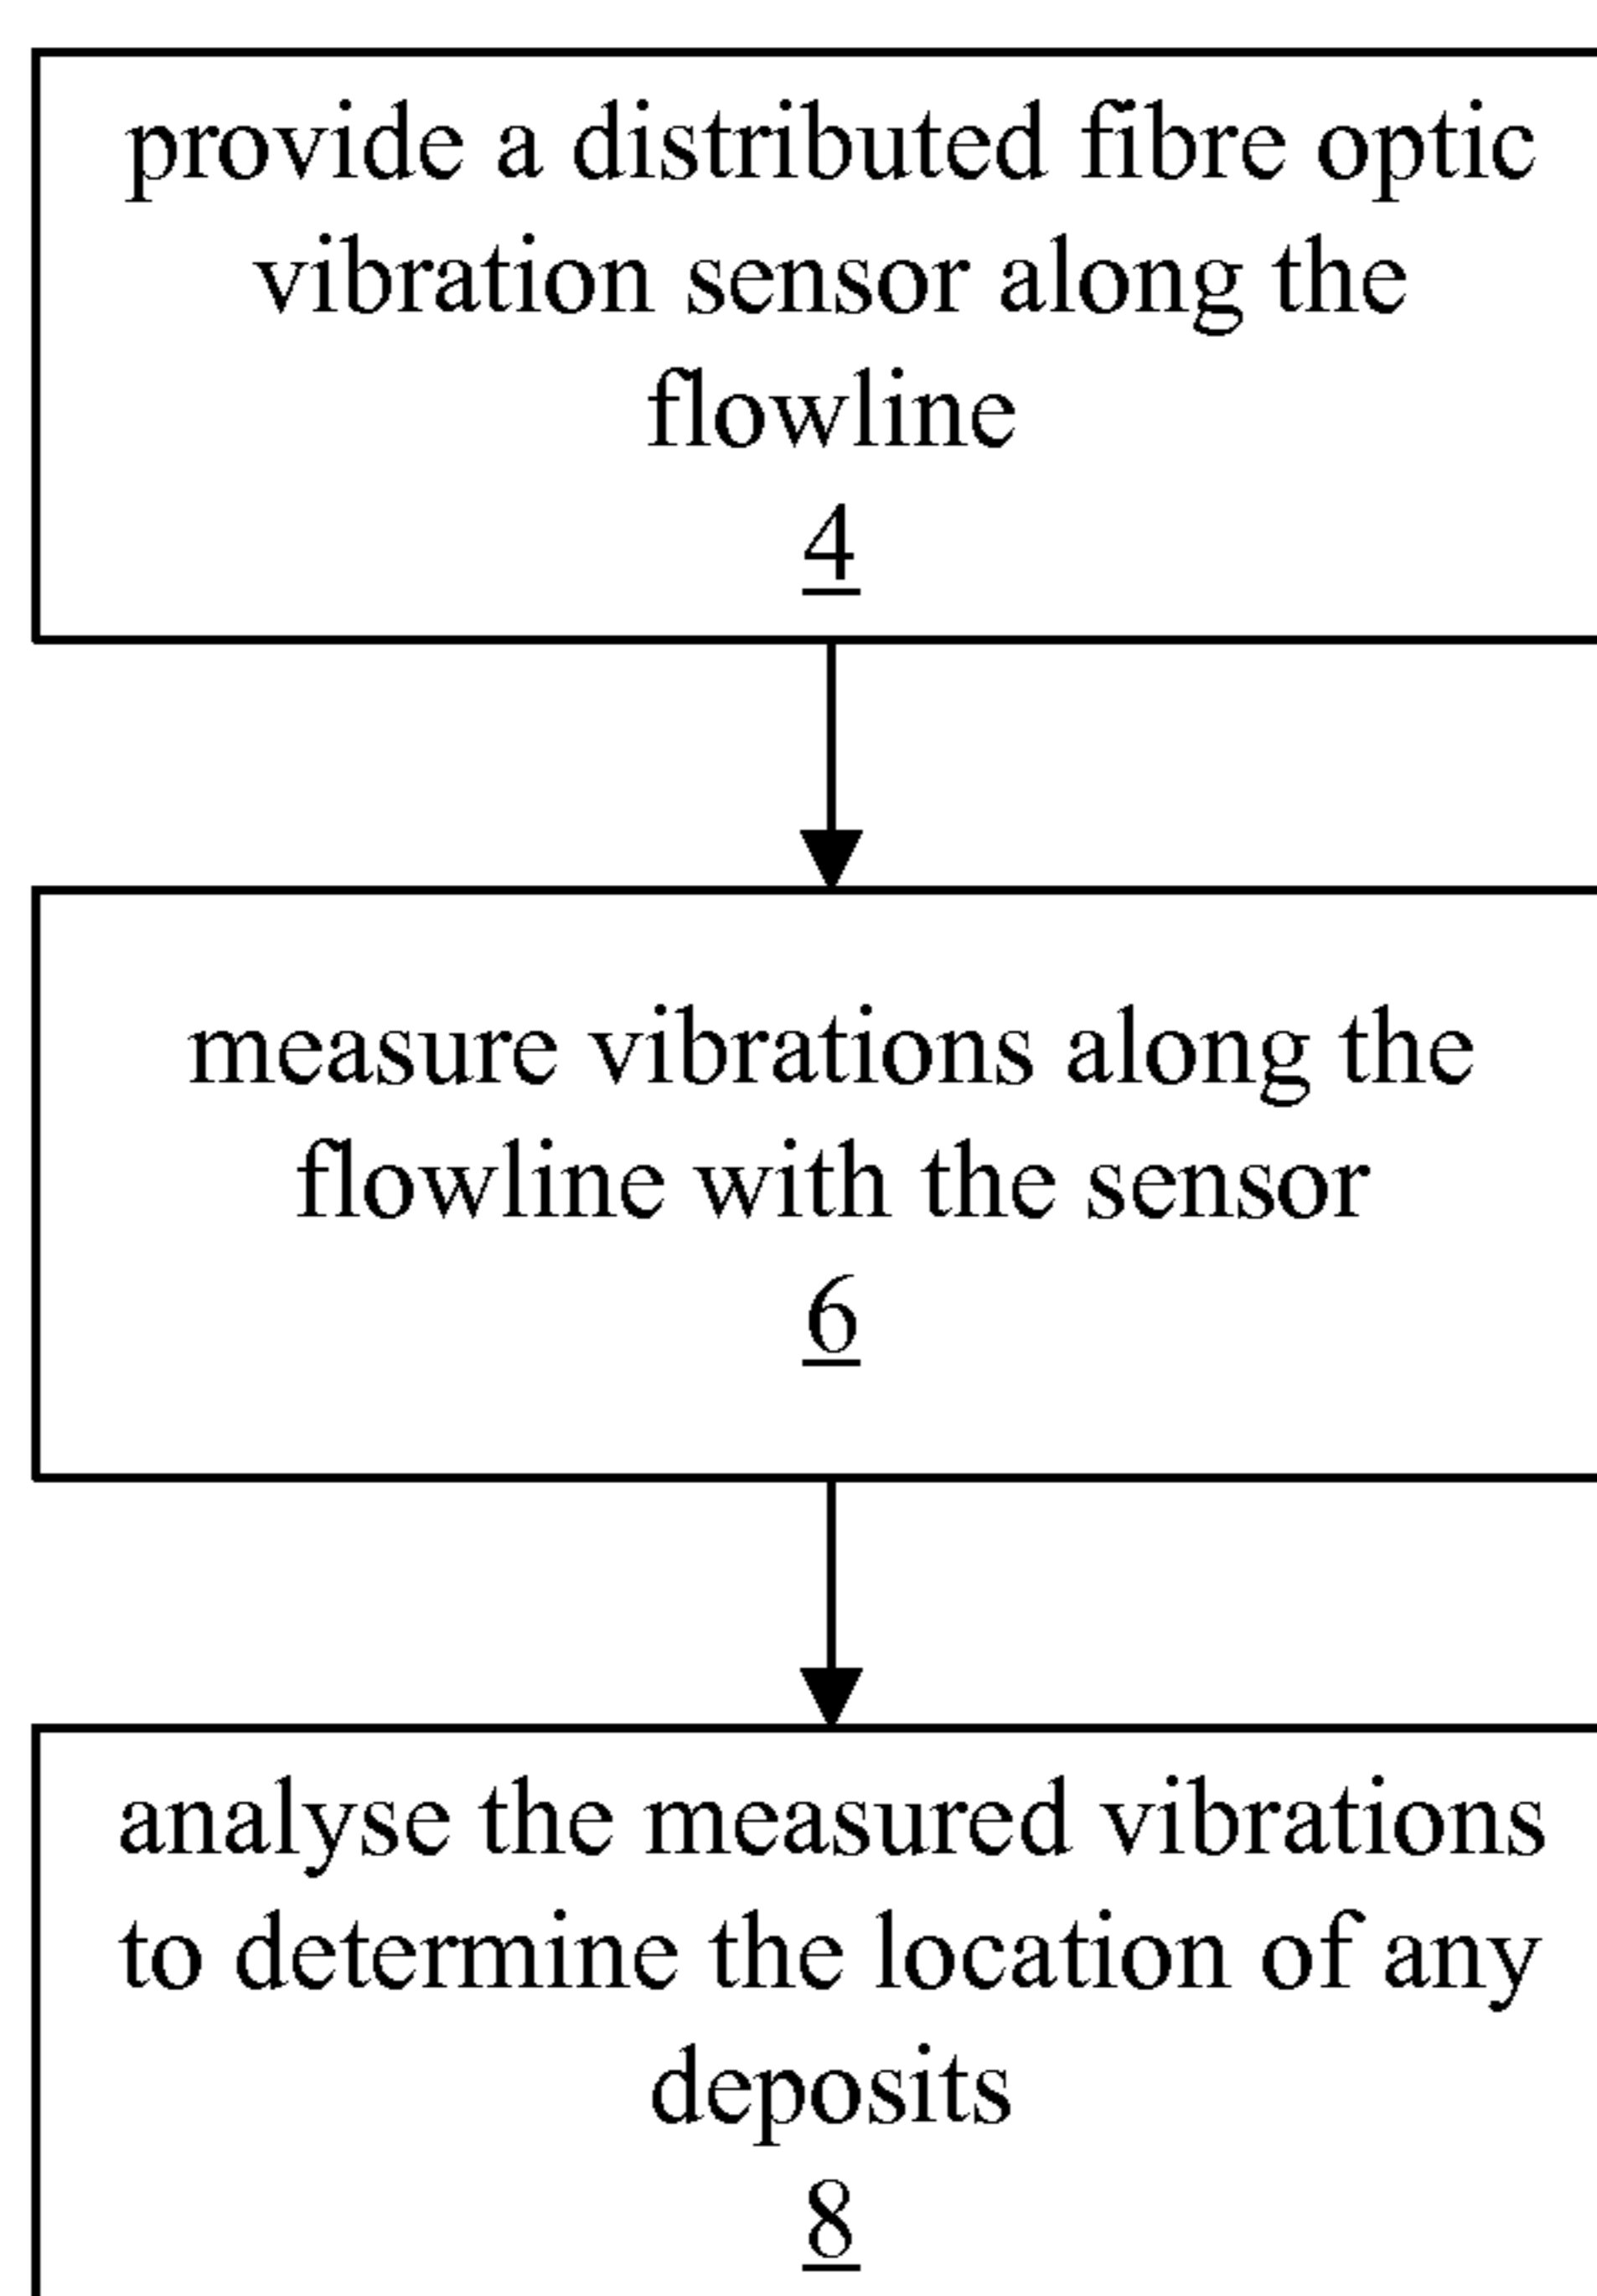 provide a distributed fibre optic
vibration sensor along the
flowline
4
measure vibrations along the
flowline with the sensor
6
analyse the measured vibrations
to determine the location of any
deposits
8